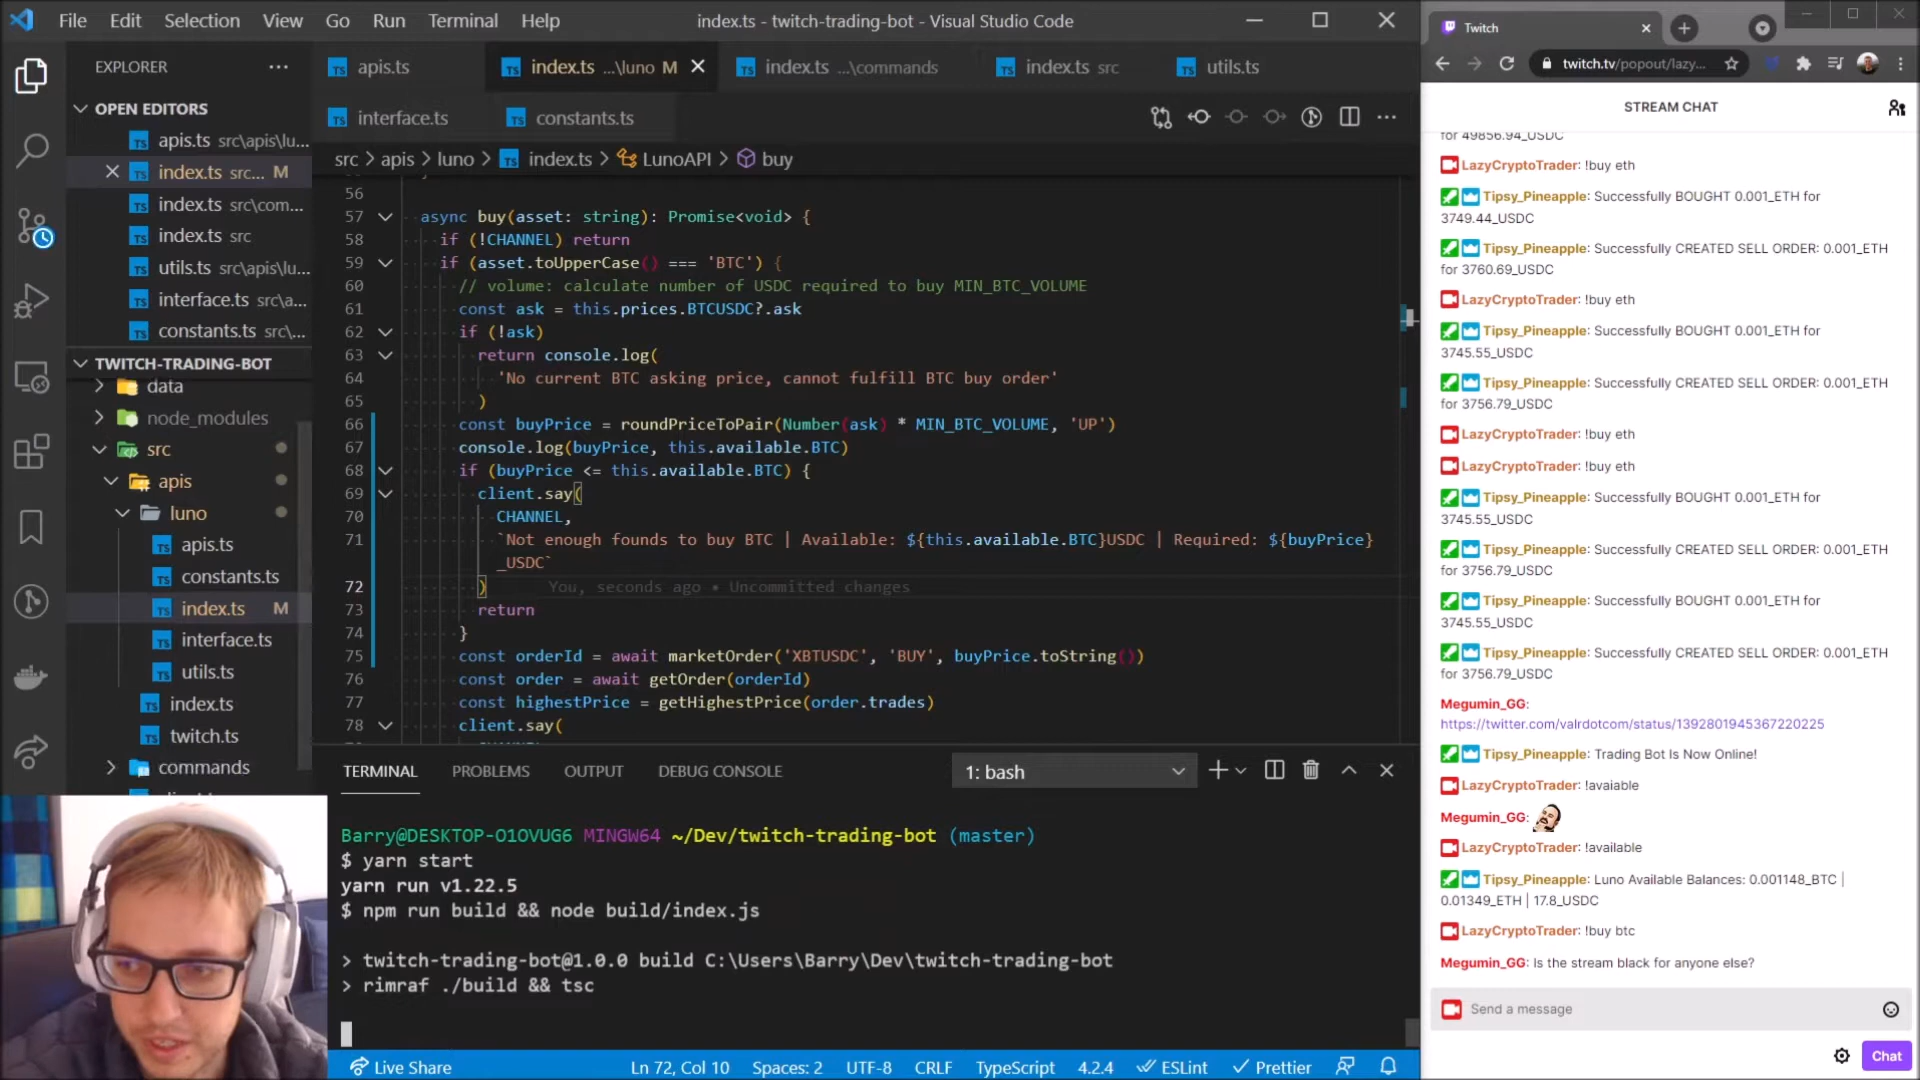 File Edit Selection View Go Run Terminal Help
index.ts - twitch-trading-bot - Visual Studio Code
EXPLORER
OPEN EDITORS
apis.ts src\apis\lu...
index.ts src... M
index.ts src\com...
index.ts src
utils.ts src\apis\lu...
interface.ts src\a...
constants.ts src\...
TWITCH-TRADING-BOT
data
node_modules
src
apis
luno
apis.ts
constants.ts
index.ts M
interface.ts
utils.ts
index.ts
twitch.ts
commands
apis.ts
index.ts ...\luno M
index.ts ...\commands
index.ts src
utils.ts
interface.ts
constants.ts
src > apis > luno > index.ts > LunoAPI > buy
56
57 async buy(asset: string): Promise<void> {
58 if (!CHANNEL) return
59 if (asset.toUpperCase() === 'BTC') {
60 // volume: calculate number of USDC required to buy MIN_BTC_VOLUME
61 const ask = this.prices.BTCUSDC?.ask
62 if (!ask)
63 return console.log(
64 'No current BTC asking price, cannot fulfill BTC buy order'
65 )
66 const buyPrice = roundPriceToPair(Number(ask) * MIN_BTC_VOLUME, 'UP')
67 console.log(buyPrice, this.available.BTC)
68 if (buyPrice <= this.available.BTC) {
69 client.say(
70 CHANNEL,
71 `Not enough founds to buy BTC | Available: ${this.available.BTC}USDC | Required: ${buyPrice}
_USDC`
72 ) You, seconds ago • Uncommitted changes
73 return
74 }
75 const orderId = await marketOrder('XBTUSDC', 'BUY', buyPrice.toString())
76 const order = await getOrder(orderId)
77 const highestPrice = getHighestPrice(order.trades)
78 client.say(
TERMINAL PROBLEMS OUTPUT DEBUG CONSOLE
1: bash
Barry@DESKTOP-O1OVUG6 MINGW64 ~/Dev/twitch-trading-bot (master)
$ yarn start
yarn run v1.22.5
$ npm run build && node build/index.js
> twitch-trading-bot@1.0.0 build C:\Users\Barry\Dev\twitch-trading-bot
> rimraf ./build && tsc
Live Share
Ln 72, Col 10 Spaces: 2 UTF-8 CRLF TypeScript 4.2.4 ESLint Prettier
Twitch
twitch.tv/popout/lazy...
STREAM CHAT
for 49856.94_USDC
LazyCryptoTrader: !buy eth
Tipsy_Pineapple: Successfully BOUGHT 0.001_ETH for
3749.44_USDC
Tipsy_Pineapple: Successfully CREATED SELL ORDER: 0.001_ETH
for 3760.69_USDC
LazyCryptoTrader: !buy eth
Tipsy_Pineapple: Successfully BOUGHT 0.001_ETH for
3745.55_USDC
Tipsy_Pineapple: Successfully CREATED SELL ORDER: 0.001_ETH
for 3756.79_USDC
LazyCryptoTrader: !buy eth
LazyCryptoTrader: !buy eth
Tipsy_Pineapple: Successfully BOUGHT 0.001_ETH for
3745.55_USDC
Tipsy_Pineapple: Successfully CREATED SELL ORDER: 0.001_ETH
for 3756.79_USDC
Tipsy_Pineapple: Successfully BOUGHT 0.001_ETH for
3745.55_USDC
Tipsy_Pineapple: Successfully CREATED SELL ORDER: 0.001_ETH
for 3756.79_USDC
Megumin_GG:
https://twitter.com/valrdotcom/status/1392801945367220225
Tipsy_Pineapple: Trading Bot Is Now Online!
LazyCryptoTrader: !avaiable
Megumin_GG:
LazyCryptoTrader: !available
Tipsy_Pineapple: Luno Available Balances: 0.001148_BTC |
0.01349_ETH | 17.8_USDC
LazyCryptoTrader: !buy btc
Megumin_GG: Is the stream black for anyone else?
Send a message
Chat